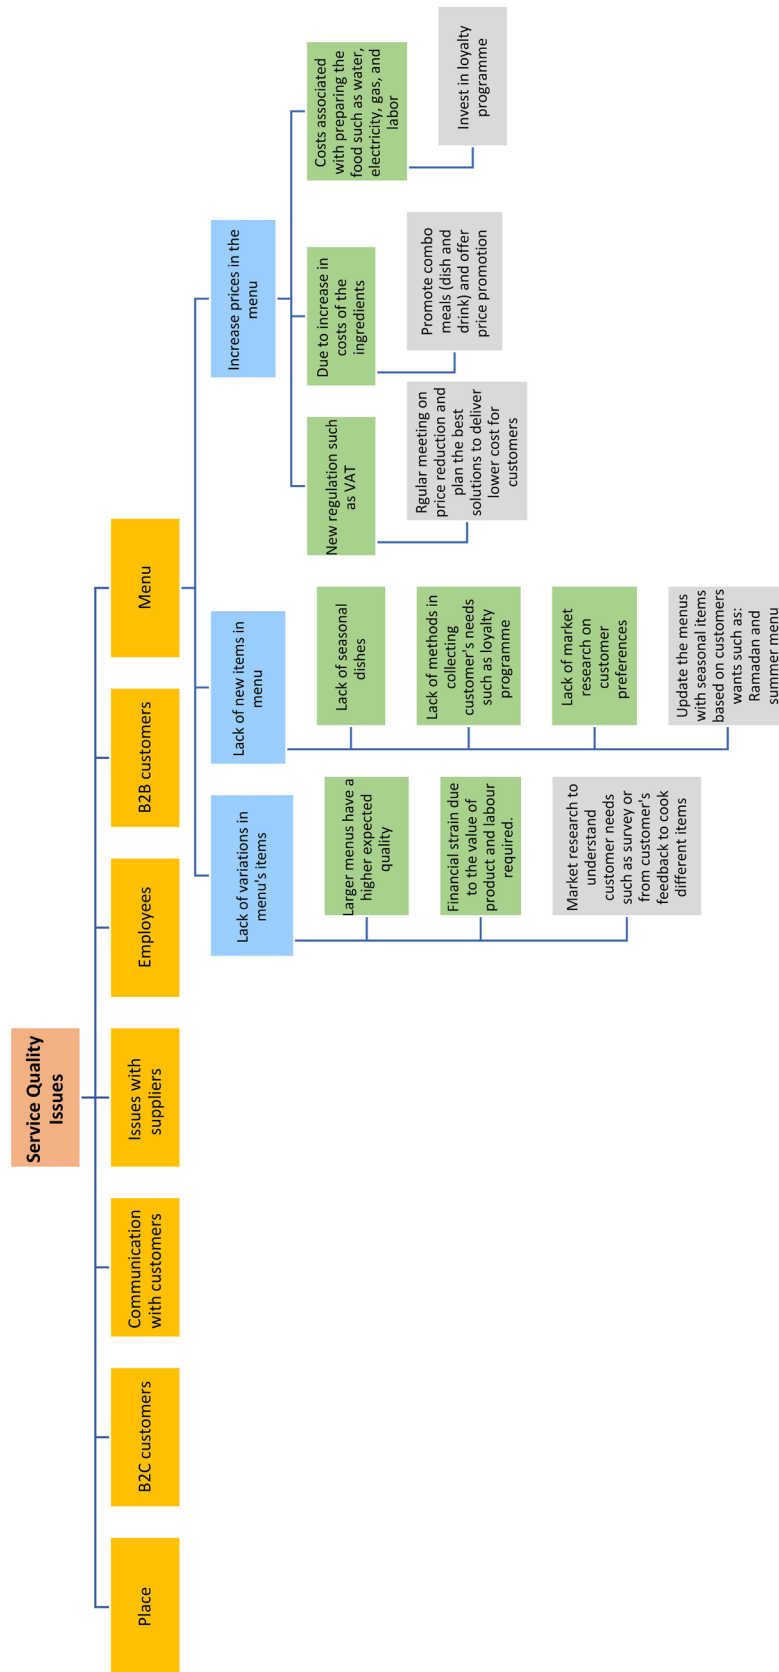 Service Quality
Issues
Place
B2C customers
Communication
with customers
Issues with
suppliers
Employees
B2B customers
Menu
Lack of variations in
menu's items
Larger menus have a
higher expected
quality
Financial strain due
to the value of
product and labour
required.
Market research to
understand
customer needs
such as survey or
from customer's
feedback to cook
different items
Lack of new items in
menu
Lack of seasonal
dishes
Lack of methods in
collecting
customer's needs
such as loyalty
programme
Lack of market
research on
customer
preferences
Update the menus
with seasonal items
based on customers
wants such as:
Ramadan and
summer menu
Increase prices in the
menu
New regulation such
as VAT
Rgular meeting on
price reduction and
plan the best
solutions to deliver
lower cost for
customers
Due to increase in
costs of the
ingredients
Promote combo
meals (dish and
drink) and offer
price promotion
Costs associated
with preparing the
food such as water,
electricity, gas, and
labor
Invest in loyalty
programme